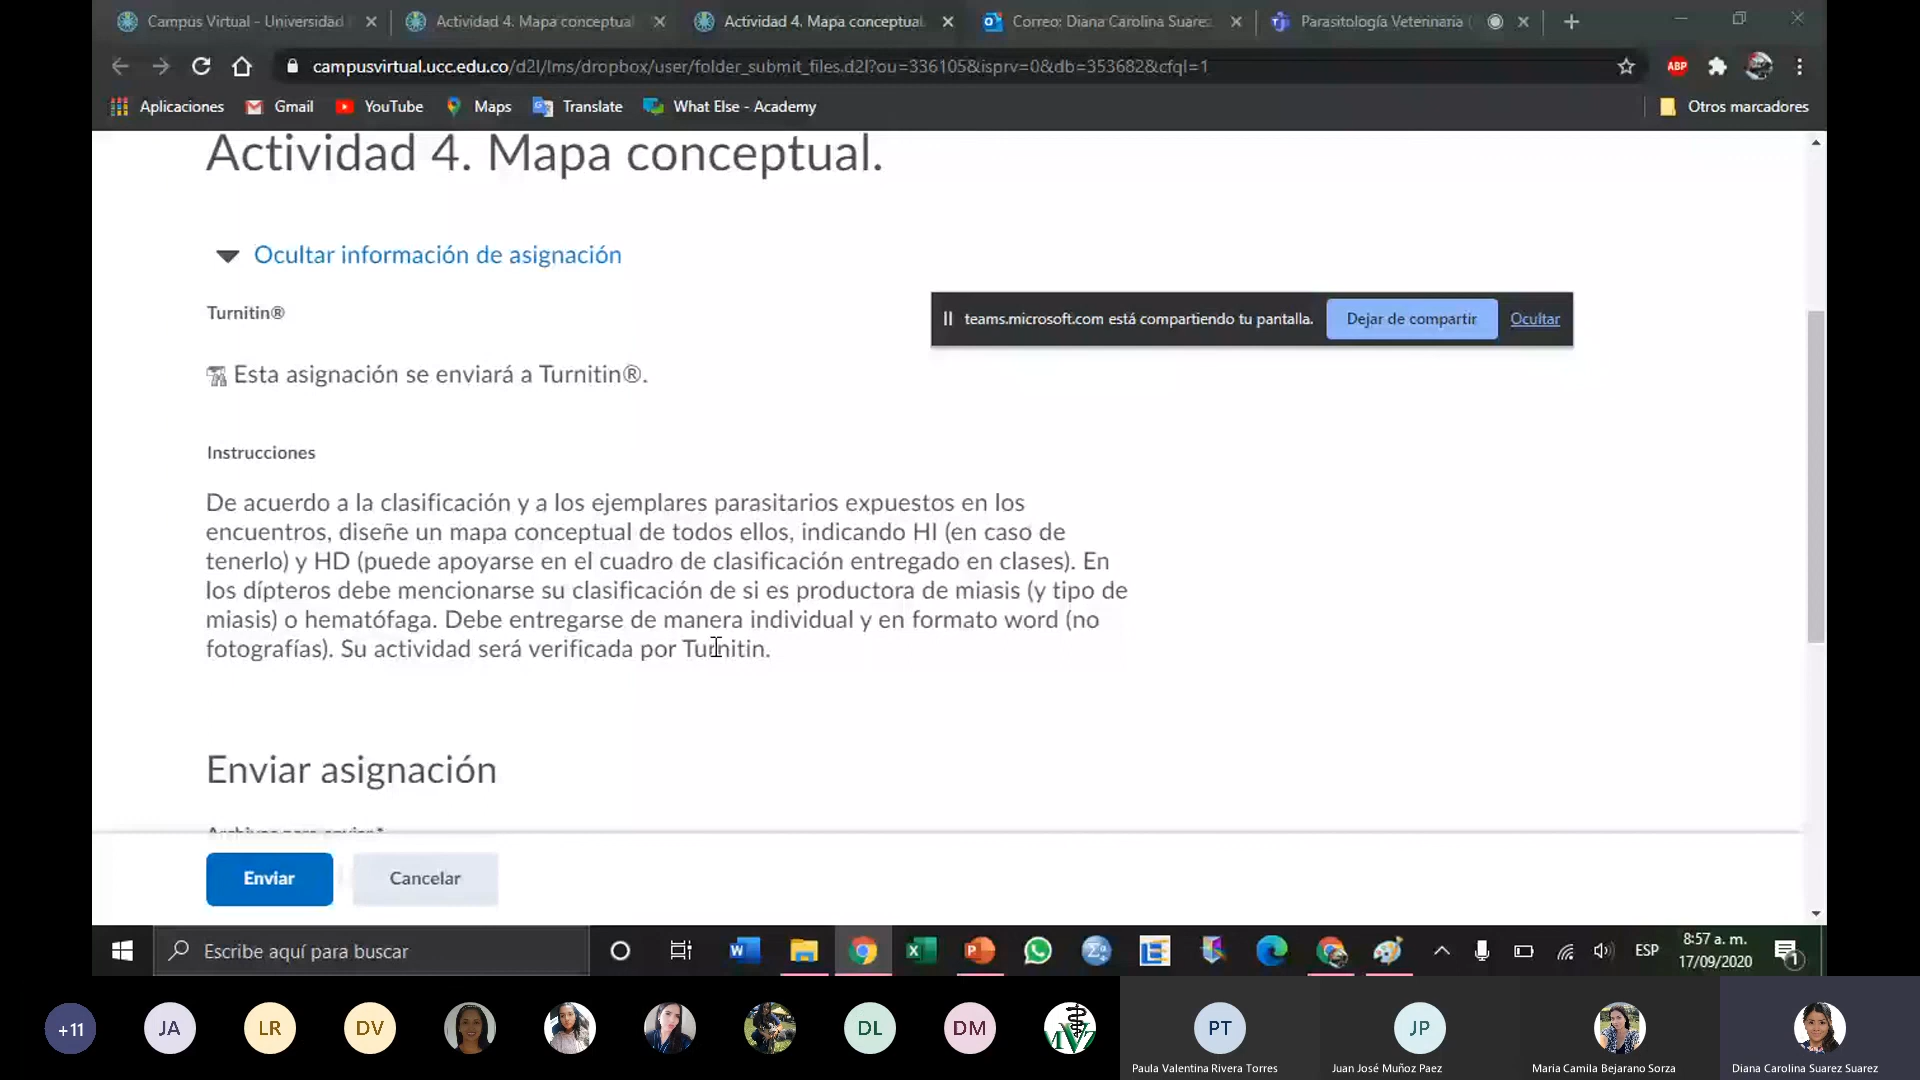 Campus Virtual - Universidad
Actividad 4. Mapa conceptual
Actividad 4. Mapa conceptual.
Correo: Diana Carolina Suarez
Parasitología Veterinaria (
campusvirtual.ucc.edu.co/d2l/lms/dropbox/user/folder_submit_files.d2l?ou=336105&isprv=0&db=353682&cfql=1
ABP
Aplicaciones
Gmail
YouTube
Maps
Translate
What Else - Academy
Otros marcadores
Actividad 4. Mapa conceptual.
Ocultar información de asignación
Turnitin®
teams.microsoft.com está compartiendo tu pantalla.
Dejar de compartir
Ocultar
Esta asignación se enviará a Turnitin®.
Instrucciones
De acuerdo a la clasificación y a los ejemplares parasitarios expuestos en los
encuentros, diseñe un mapa conceptual de todos ellos, indicando HI (en caso de
tenerlo) y HD (puede apoyarse en el cuadro de clasificación entregado en clases). En
los dípteros debe mencionarse su clasificación de si es productora de miasis (y tipo de
miasis) o hematófaga. Debe entregarse de manera individual y en formato word (no
fotografías). Su actividad será verificada por Turnitin.
Enviar asignación
Archivos para enviar *
Enviar
Cancelar
Escribe aquí para buscar
ESP
8:57 a. m.
17/09/2020
1
+11
JA
LR
DV
DL
DM
MVZ
PT
JP
Paula Valentina Rivera Torres
Juan José Muñoz Paez
Maria Camila Bejarano Sorza
Diana Carolina Suarez Suarez